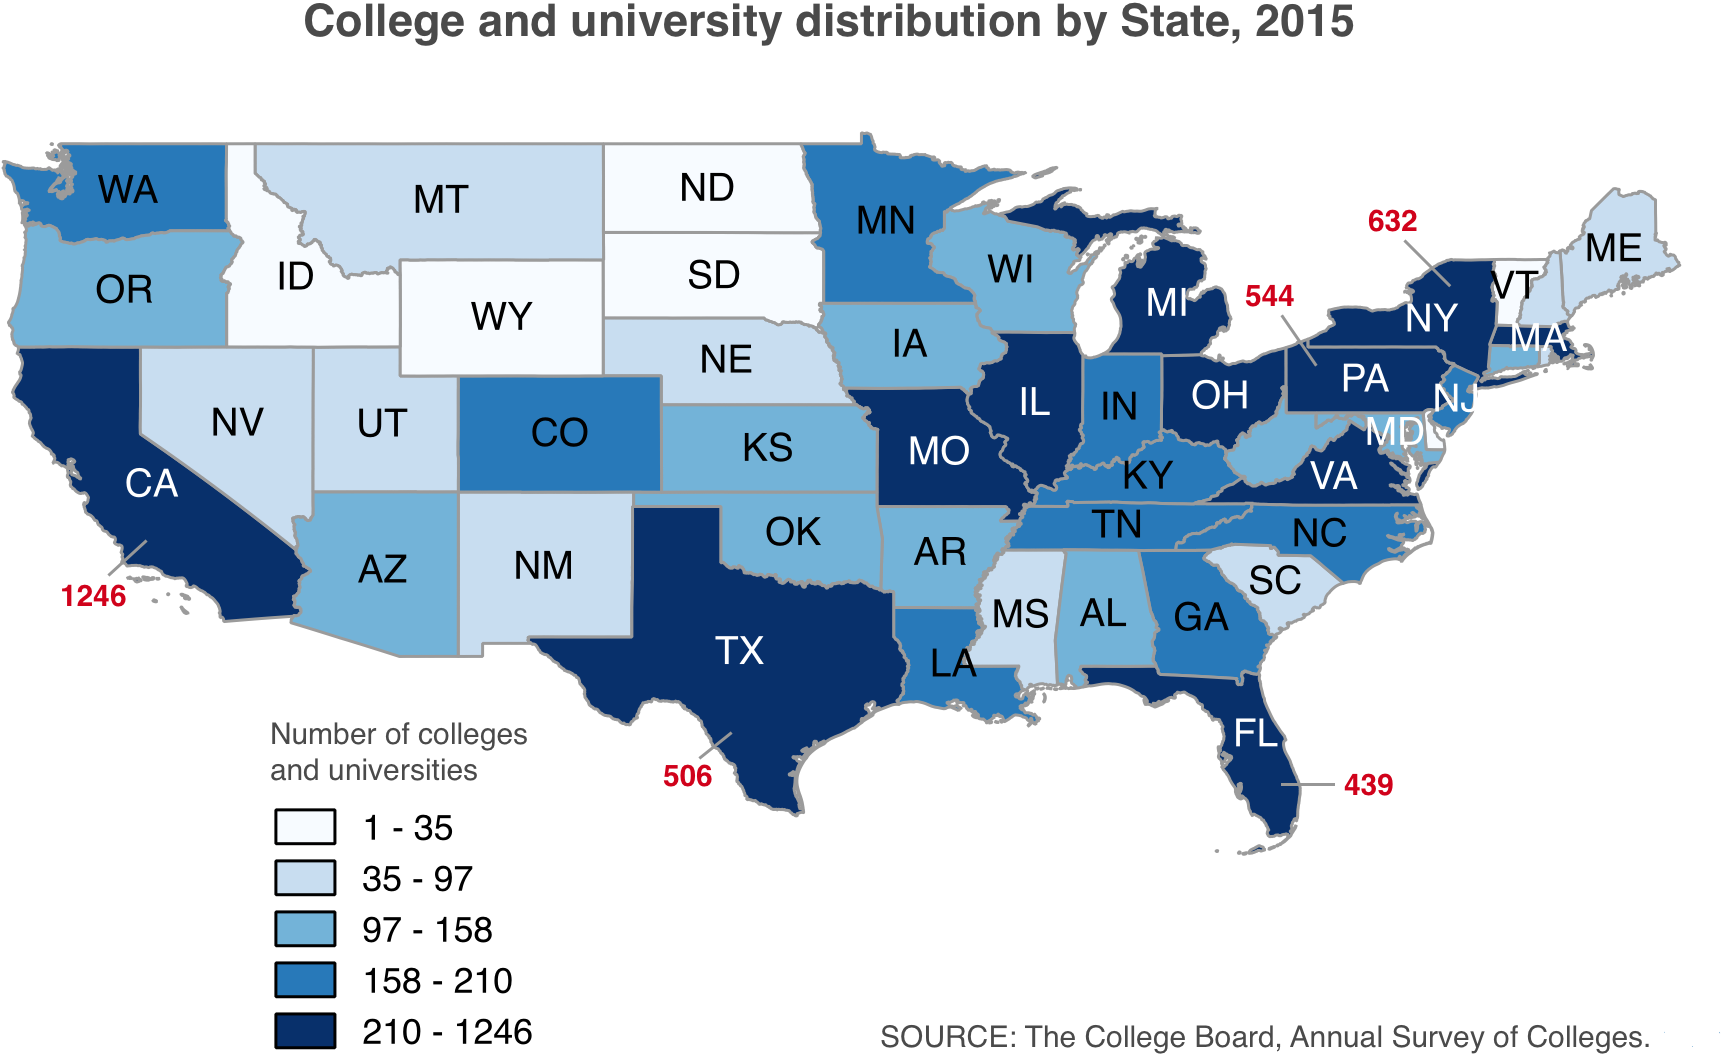 College and university distribution by State, 2015
WA
MT
ND
MN
ME
632
OR
ID
SD
WI
VT
544
WY
MI
NY
MA
IA
NE
PA
NV
UT
CO
KS
IL
IN
OH
NJ
MO
MD
CA
KY
VA
OK
TN
NC
AZ
NM
AR
SC
1246
MS
AL
GA
TX
LA
FL
506
439
Number of colleges
and universities
1 - 35
35 - 97
97 - 158
158 - 210
210 - 1246
SOURCE: The College Board, Annual Survey of Colleges.